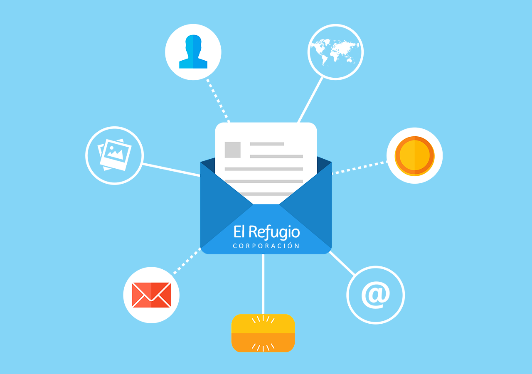 El Refugio
CORPORACIÓN
@